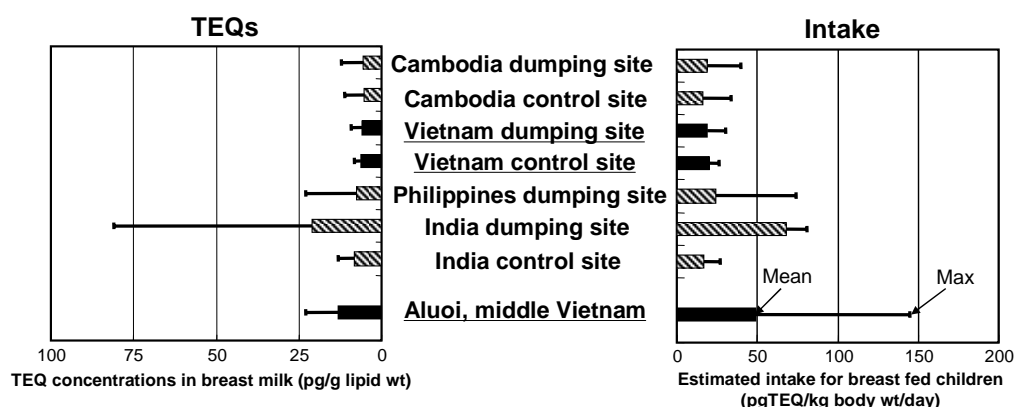 TEQs
Intake
Cambodia dumping site
Cambodia control site
Vietnam dumping site
Vietnam control site
Philippines dumping site
India dumping site
India control site
Aluoi, middle Vietnam
Mean
Max
100 75 50 25 0
0 50 100 150 200
TEQ concentrations in breast milk (pg/g lipid wt)
Estimated intake for breast fed children
(pgTEQ/kg body wt/day)